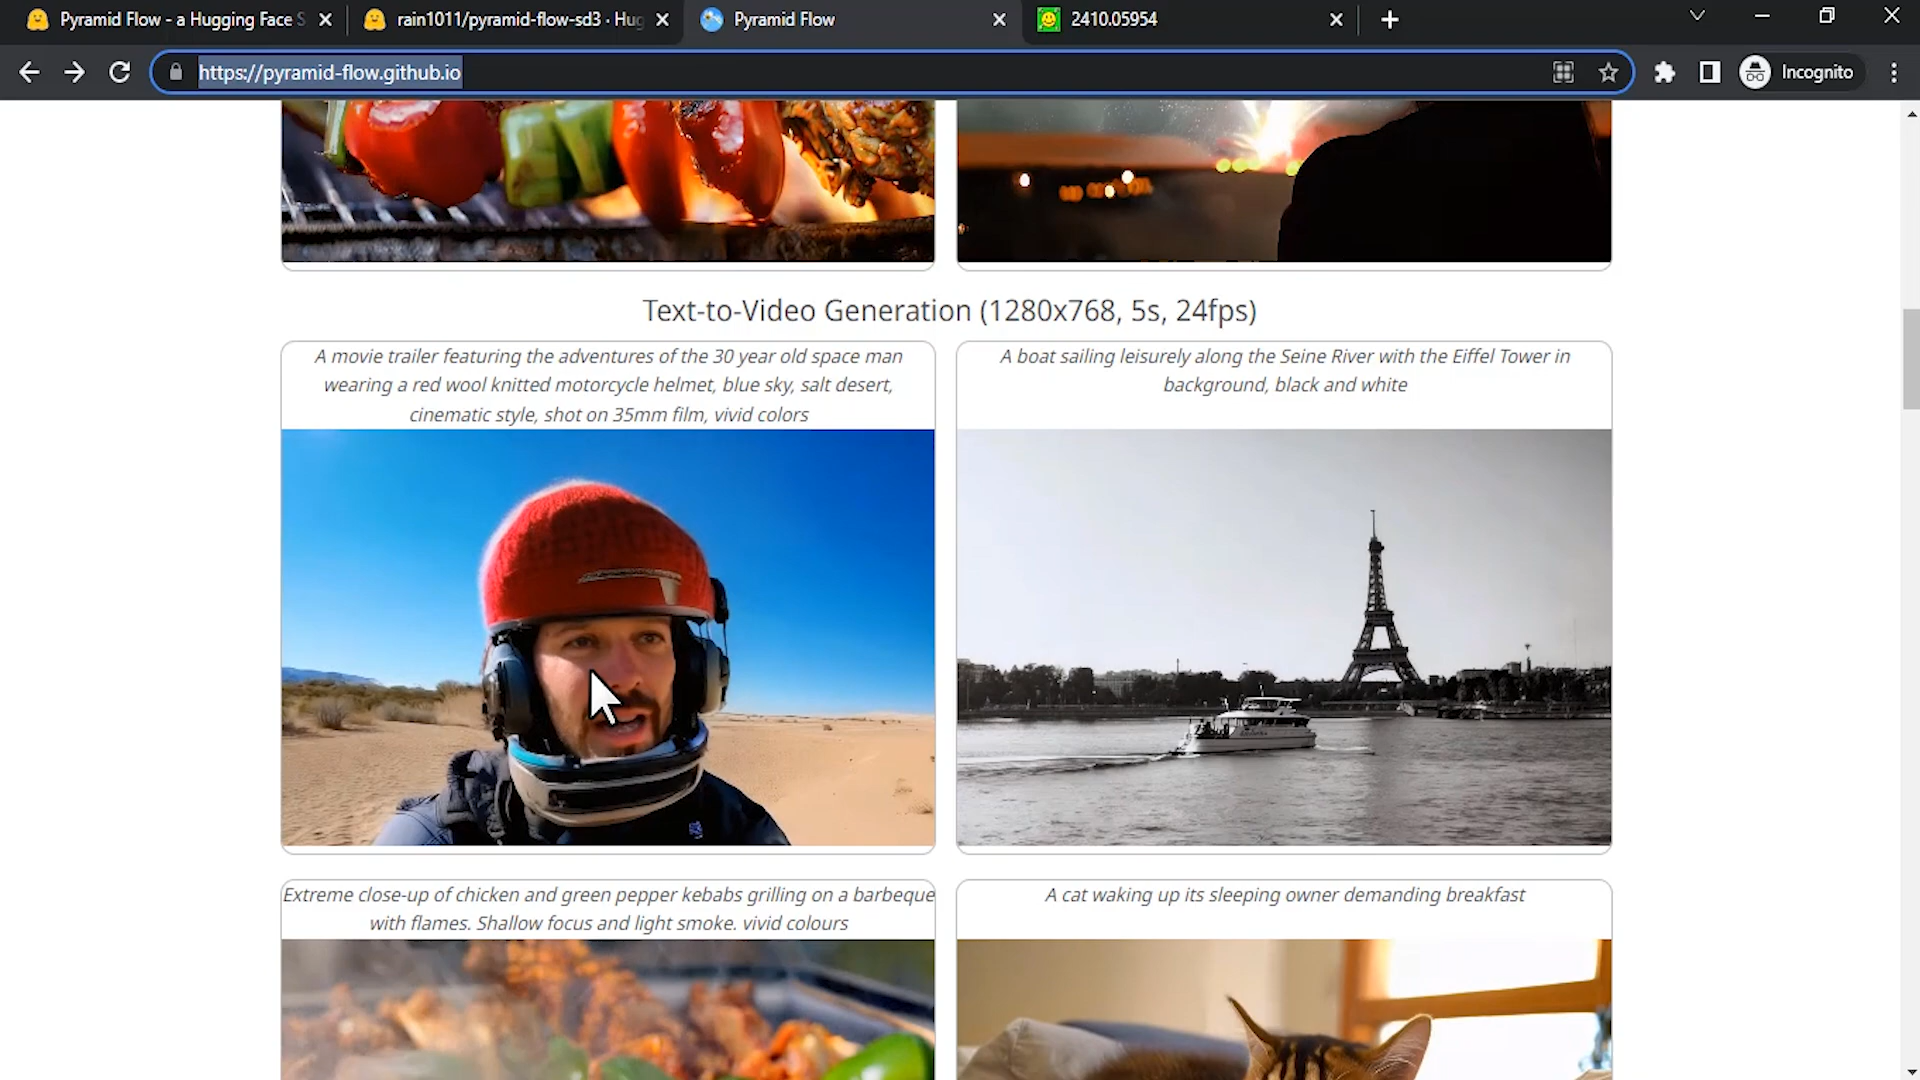 Pyramid Flow - a Hugging Face S
rain1011/pyramid-flow-sd3 · Hug
Pyramid Flow
2410.05954
https://pyramid-flow.github.io
Incognito
Text-to-Video Generation (1280x768, 5s, 24fps)
A movie trailer featuring the adventures of the 30 year old space man
wearing a red wool knitted motorcycle helmet, blue sky, salt desert,
cinematic style, shot on 35mm film, vivid colors
A boat sailing leisurely along the Seine River with the Eiffel Tower in
background, black and white
Extreme close-up of chicken and green pepper kebabs grilling on a barbeque
with flames. Shallow focus and light smoke. vivid colours
A cat waking up its sleeping owner demanding breakfast